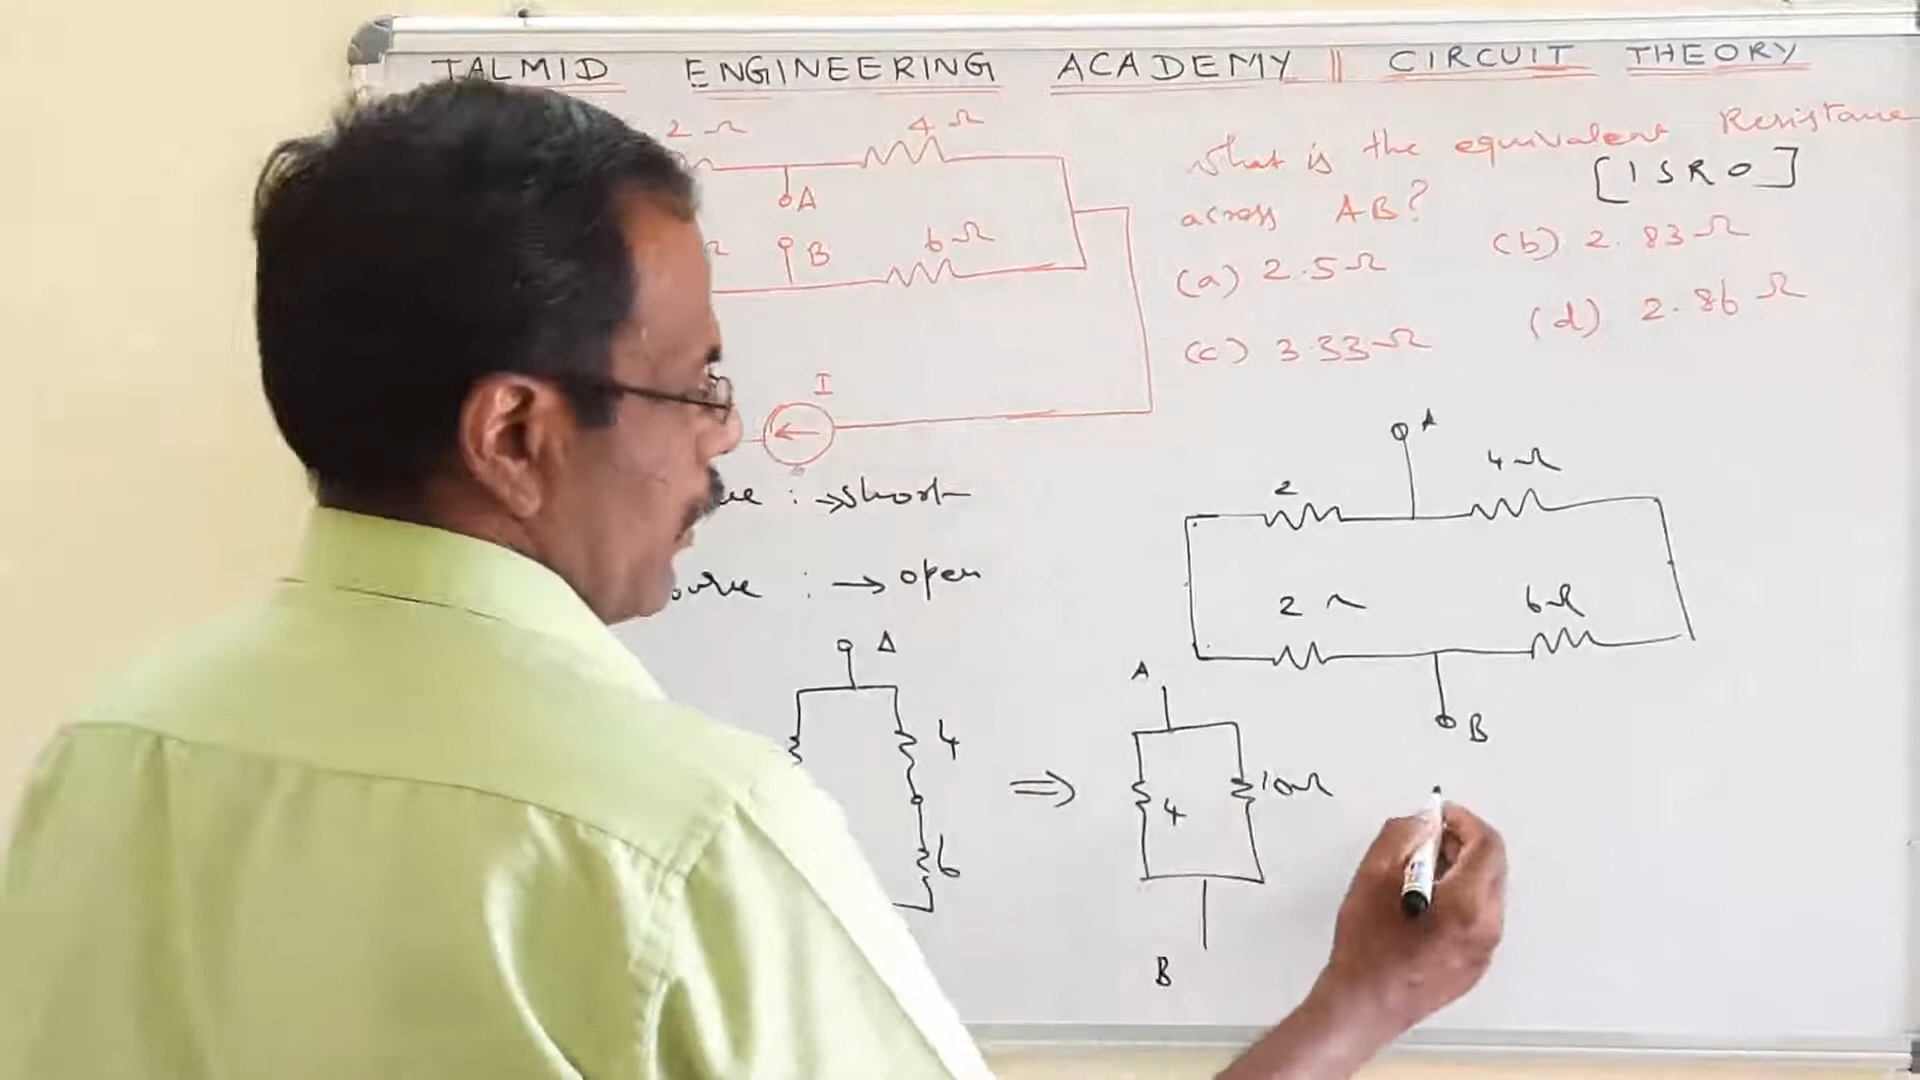 TALMID ENGINEERING ACADEMY || CIRCUIT THEORY
2 Ω
4 Ω
A
B
6 Ω
I
What is the equivalent Resistance
across AB?
[ISRO]
(a) 2.5 Ω
(b) 2.83 Ω
(c) 3.33 Ω
(d) 2.86 Ω
: → short
: → open
A
2
4 Ω
2 Ω
6 Ω
B
A
4
6
⇒
A
4
10 Ω
B